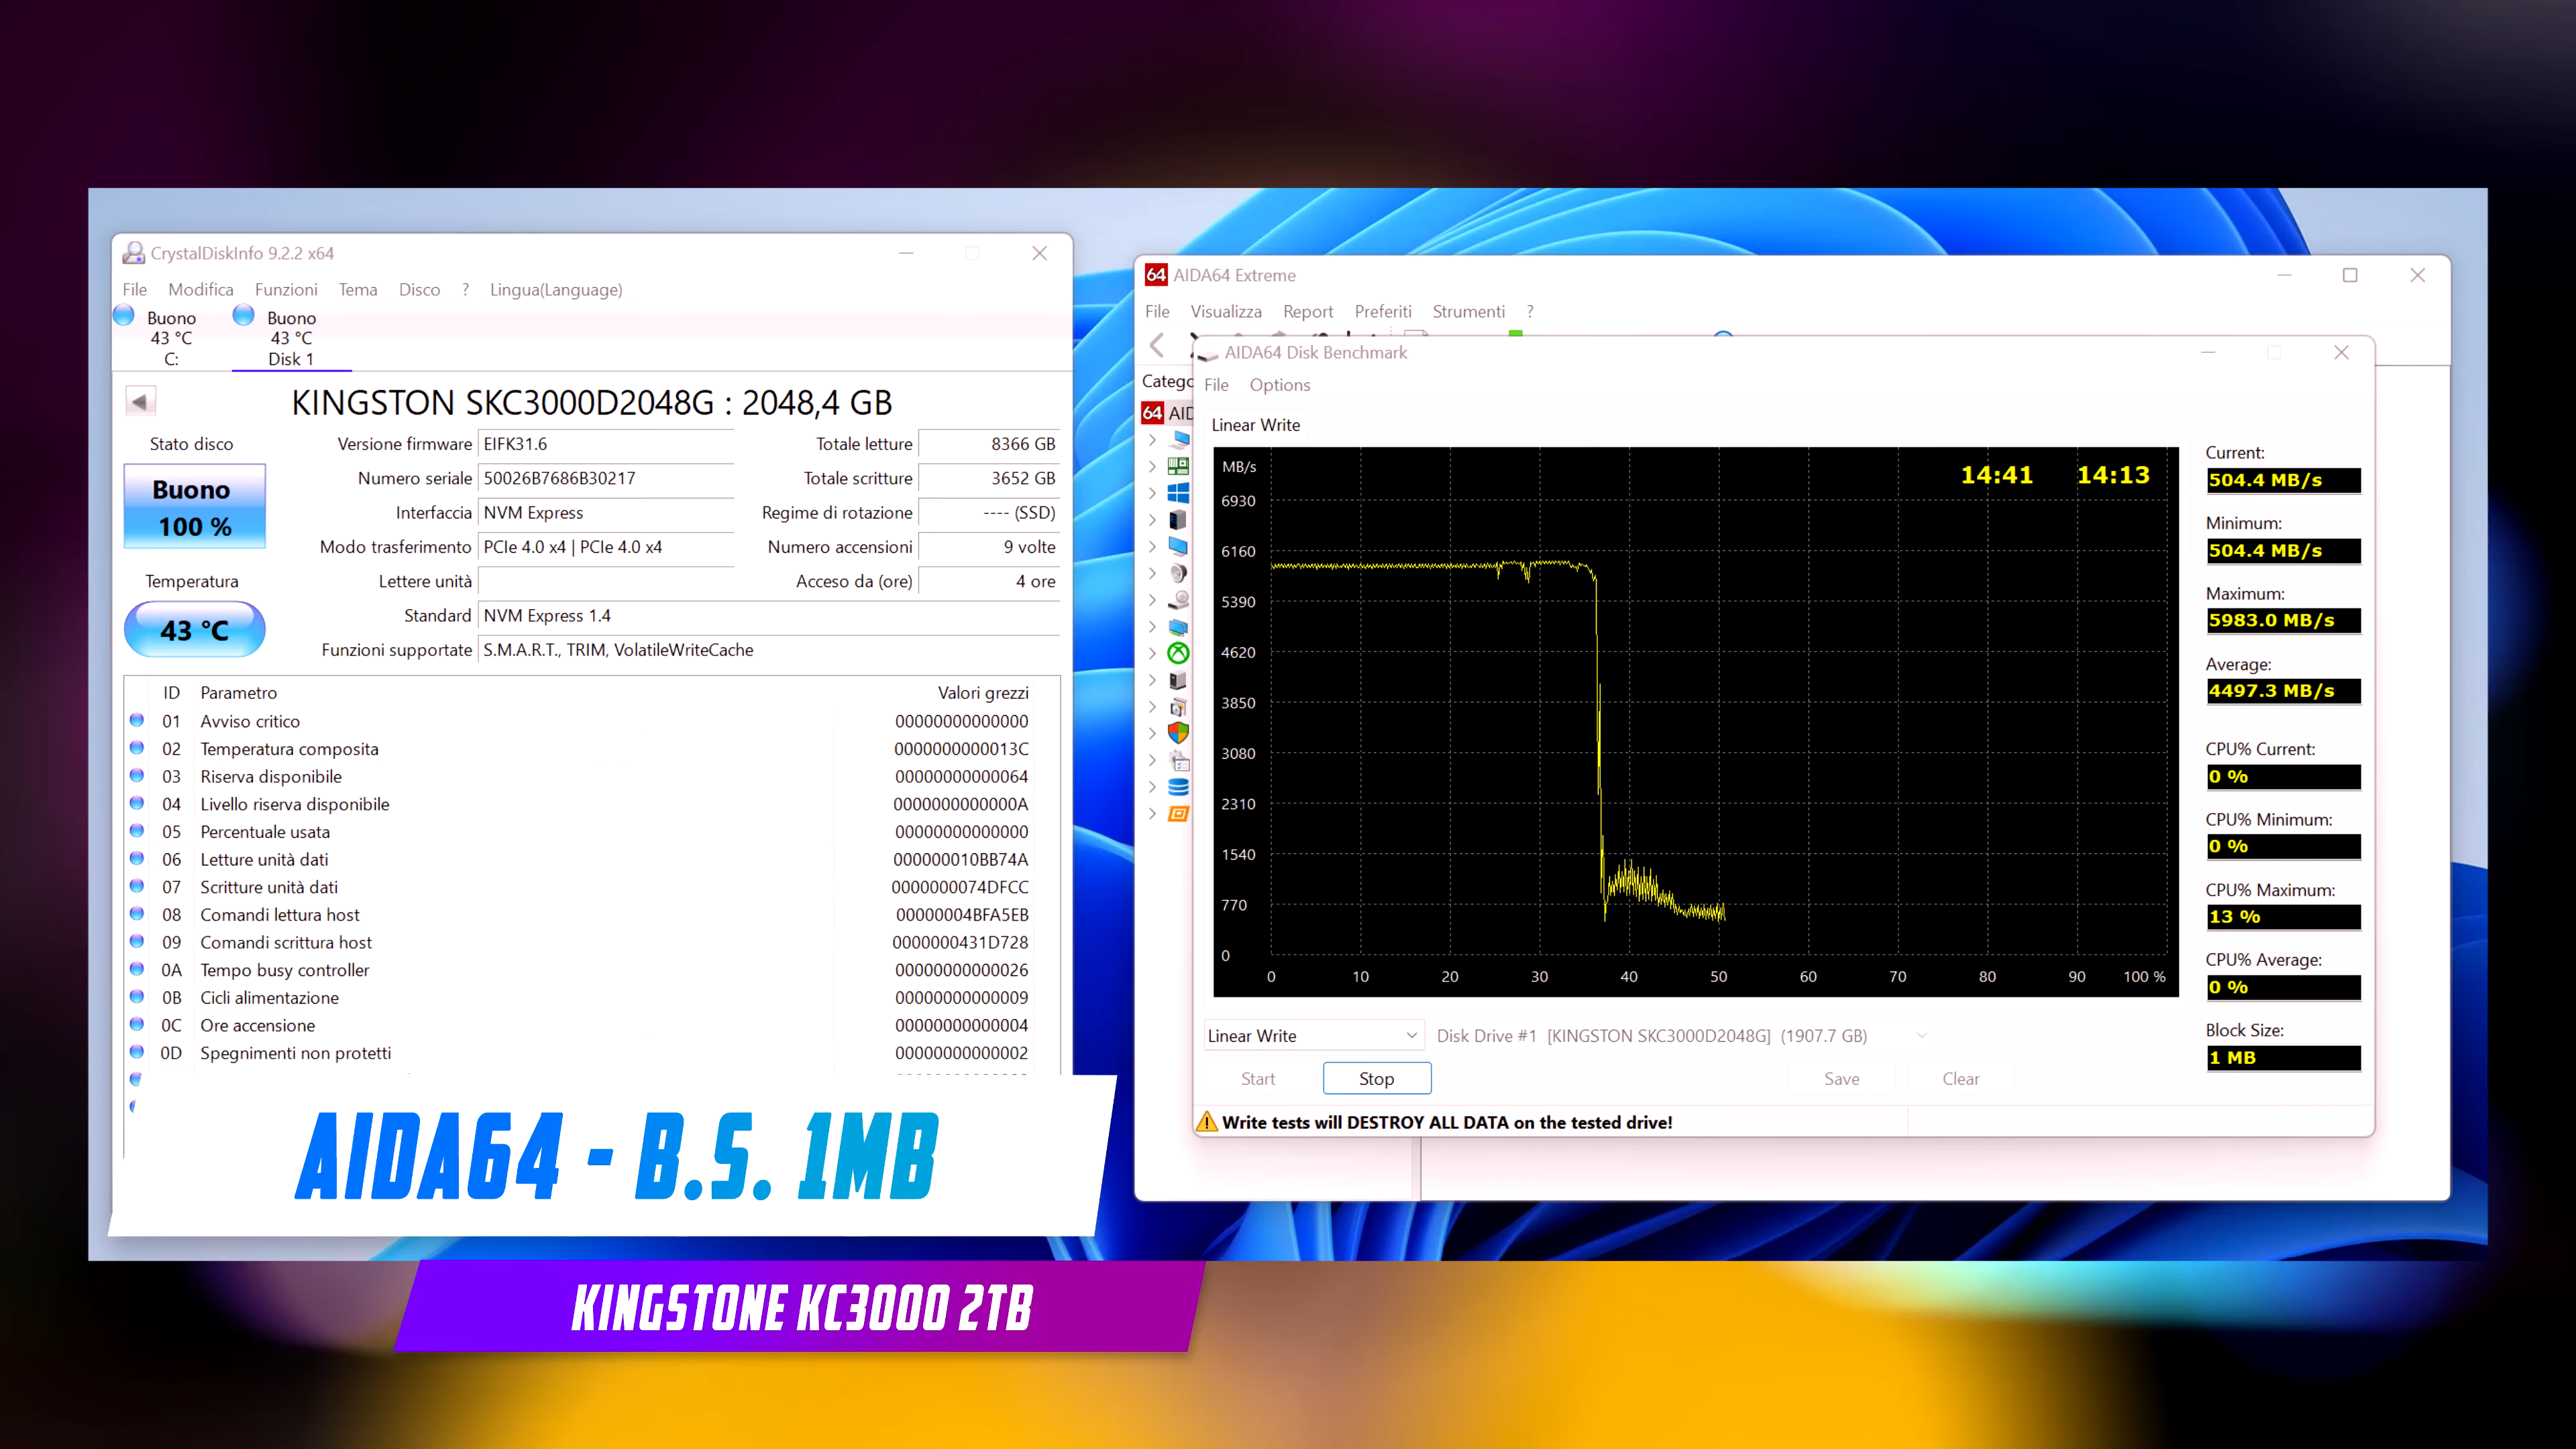 CrystalDiskInfo 9.2.2 x64
File Modifica Funzioni Tema Disco ? Lingua(Language)
Buono Buono
43 °C 43 °C
C: Disk 1
KINGSTON SKC3000D2048G : 2048,4 GB
Stato disco
Buono
100 %
Temperatura
43 °C
Versione firmware EIFK31.6
Numero seriale 50026B7686B30217
Interfaccia NVM Express
Modo trasferimento PCIe 4.0 x4 | PCIe 4.0 x4
Lettere unità
Standard NVM Express 1.4
Funzioni supportate S.M.A.R.T., TRIM, VolatileWriteCache
Totale letture 8366 GB
Totale scritture 3652 GB
Regime di rotazione ---- (SSD)
Numero accensioni 9 volte
Acceso da (ore) 4 ore
ID Parametro Valori grezzi
01 Avviso critico 00000000000000
02 Temperatura composita 0000000000013C
03 Riserva disponibile 00000000000064
04 Livello riserva disponibile 0000000000000A
05 Percentuale usata 00000000000000
06 Letture unità dati 000000010BB74A
07 Scritture unità dati 0000000074DFCC
08 Comandi lettura host 00000004BFA5EB
09 Comandi scrittura host 0000000431D728
0A Tempo busy controller 00000000000026
0B Cicli alimentazione 00000000000009
0C Ore accensione 00000000000004
0D Spegnimenti non protetti 00000000000002
AIDA64 - B.S. 1MB
KINGSTONE KC3000 2TB
64 AIDA64 Extreme
File Visualizza Report Preferiti Strumenti ?
Catego
64 AID
AIDA64 Disk Benchmark
File Options
Linear Write
MB/s
14:41 14:13
6930
6160
5390
4620
3850
3080
2310
1540
770
0
0 10 20 30 40 50 60 70 80 90 100 %
Current:
504.4 MB/s
Minimum:
504.4 MB/s
Maximum:
5983.0 MB/s
Average:
4497.3 MB/s
CPU% Current:
0 %
CPU% Minimum:
0 %
CPU% Maximum:
13 %
CPU% Average:
0 %
Block Size:
1 MB
Linear Write Disk Drive #1 [KINGSTON SKC3000D2048G] (1907.7 GB)
Start Stop Save Clear
Write tests will DESTROY ALL DATA on the tested drive!